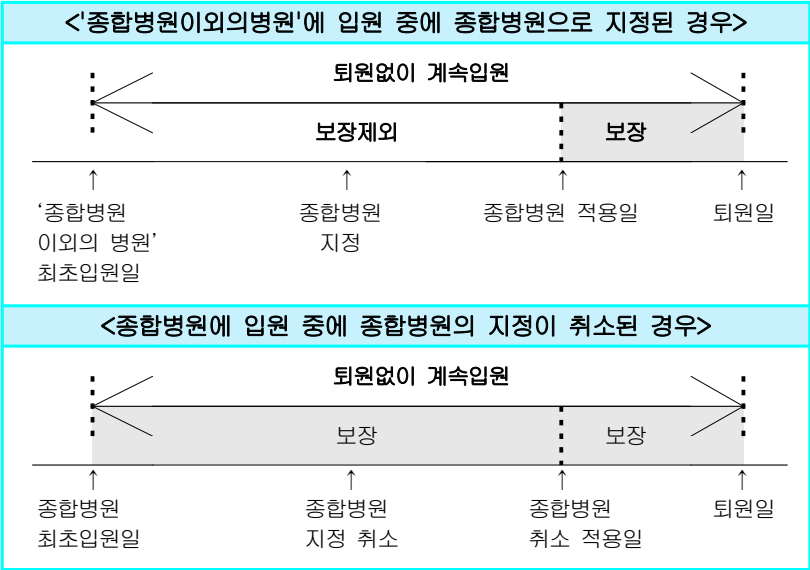 <'종합병원이외의병원'에 입원 중에 종합병원으로 지정된 경우>
퇴원없이 계속입원
보장제외
보장
↑
↑
↑
↑
‘종합병원
이외의 병원’
최초입원일
종합병원
지정
종합병원 적용일
퇴원일
<종합병원에 입원 중에 종합병원의 지정이 취소된 경우>
퇴원없이 계속입원
보장
보장
↑
↑
↑
↑
종합병원
최초입원일
종합병원
지정 취소
종합병원
취소 적용일
퇴원일